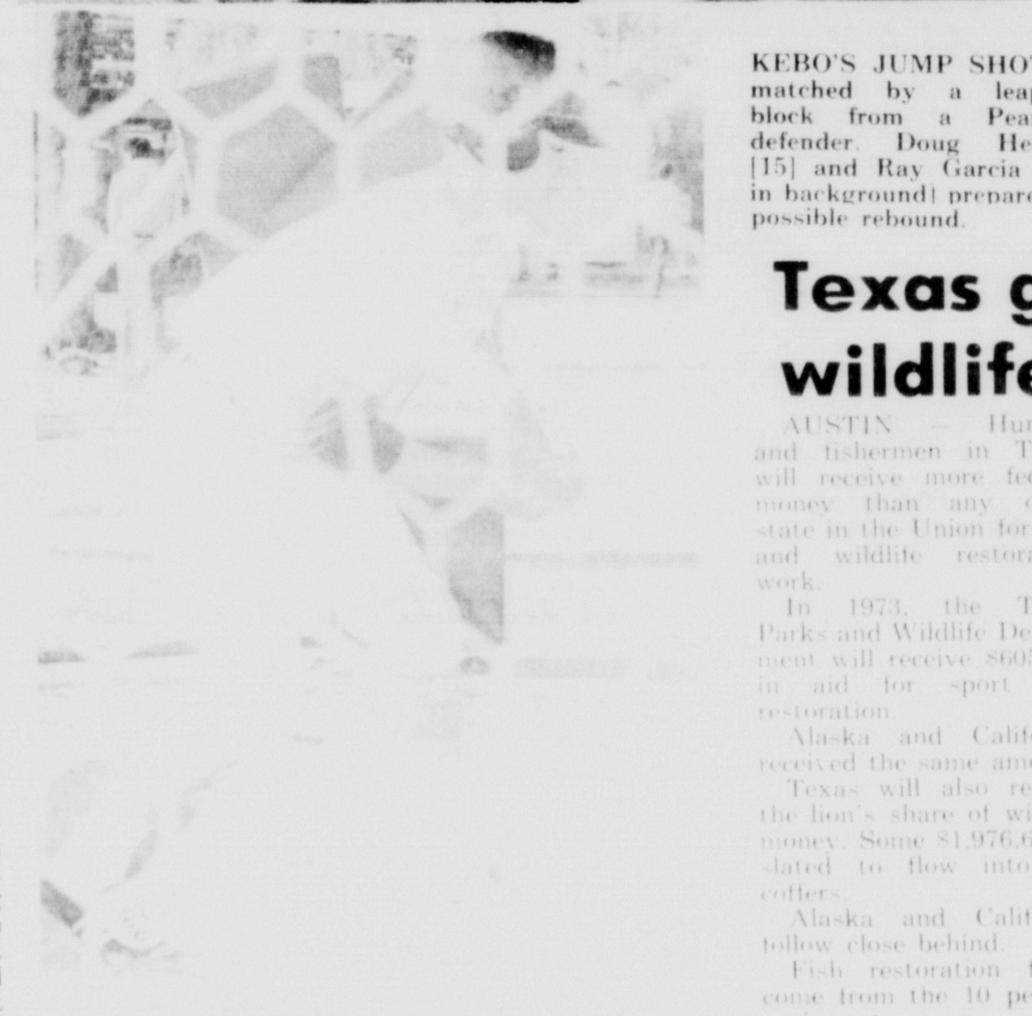 KEBO'S JUMP SHO
matched by a lea
block from a Pea
defender. Doug He
[15] and Ray Garcia
in background] prepar
possible rebound.
Texas g
wildlife
AUSTIN — Hu
and fishermen in T
will receive more fe
money than any
state in the Union for
and wildlife restor
work.
In 1973, the T
Parks and Wildlife De
ment will receive $60
in aid for sport
restoration.
Alaska and Calif
received the same am
Texas will also re
the lion's share of wi
money. Some $1,976,6
slated to flow into
coffers.
Alaska and Calif
follow close behind.
Fish restoration f
come from the 10 pe